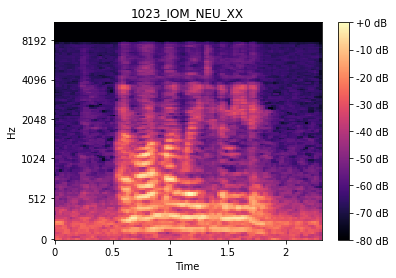 1023_IOM_NEU_XX
+0 dB
8192
-10 dB
4096
-20 dB
-30 dB
2048
Hz
-40 dB
1024
-50 dB
512
-60 dB
-70 dB
0
-80 dB
0
0.5
1
1.5
2
Time